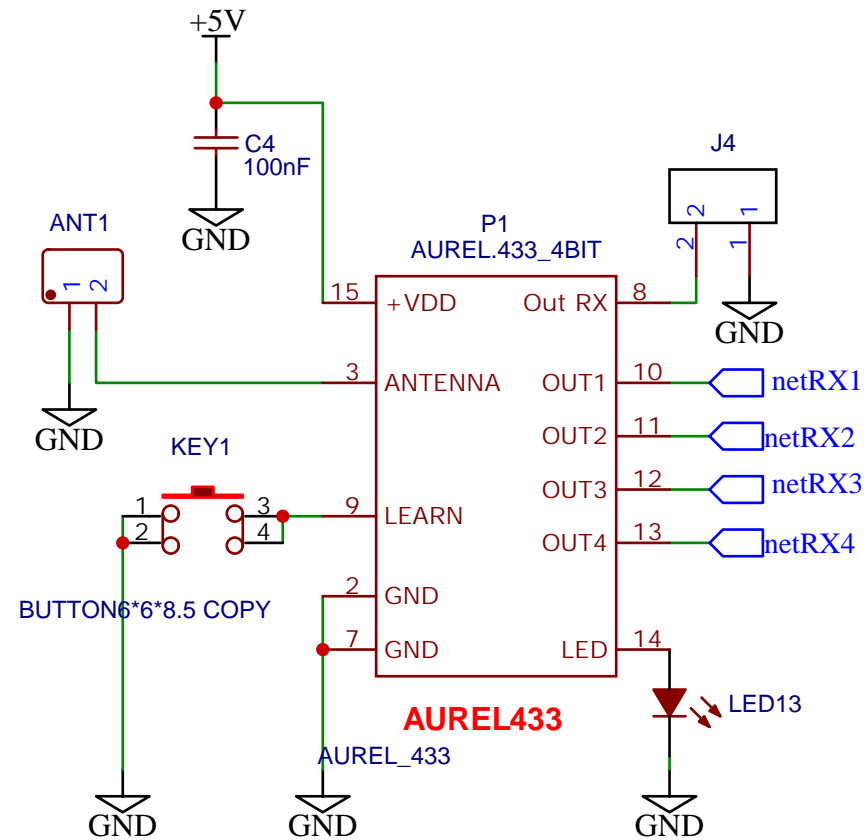 +5V
C4
100nF
GND
J4
2 1
2 1
GND
ANT1
1 2
GND
P1
AUREL.433_4BIT
15 +VDD Out RX 8
3 ANTENNA OUT1 10 netRX1
OUT2 11 netRX2
OUT3 12 netRX3
OUT4 13 netRX4
KEY1
1 3
2 4
9 LEARN
BUTTON6*6*8.5 COPY
2 GND
7 GND LED 14
AUREL433
AUREL_433
LED13
GND
GND
GND